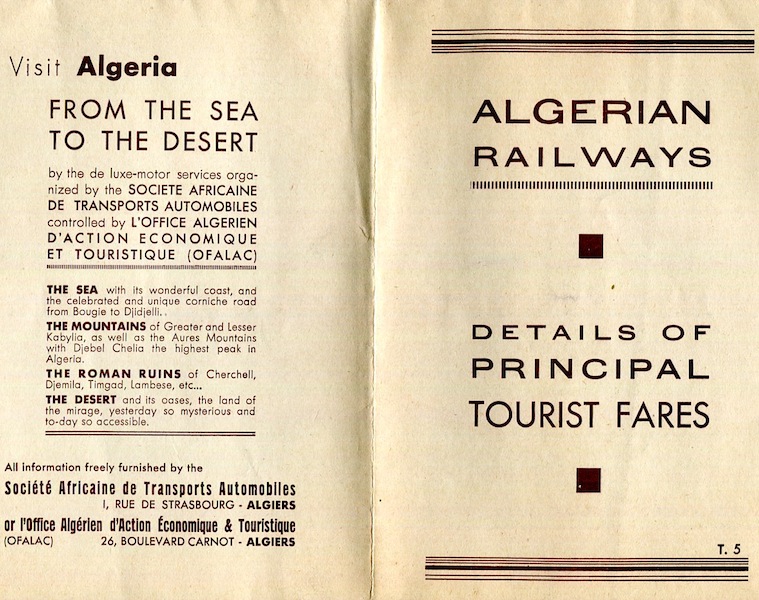 Visit Algeria
FROM THE SEA
TO THE DESERT
by the de luxe-motor services orga-
nized by the SOCIETE AFRICAINE
DE TRANSPORTS AUTOMOBILES
controlled by L'OFFICE ALGERIEN
D'ACTION ECONOMIQUE
ET TOURISTIQUE (OFALAC)
THE SEA with its wonderful coast, and
the celebrated and unique corniche road
from Bougie to Djidjelli..
THE MOUNTAINS of Greater and Lesser
Kabylia, as well as the Aures Mountains
with Djebel Chelia the highest peak in
Algeria.
THE ROMAN RUINS of Cherchell,
Djemila, Timgad, Lambese, etc...
THE DESERT and its oases, the land of
the mirage, yesterday so mysterious and
to-day so accessible.
All information freely furnished by the
Société Africaine de Transports Automobiles
1, RUE DE STRASBOURG - ALGIERS
or l'Office Algérien d'Action Économique & Touristique
(OFALAC) 26, BOULEVARD CARNOT - ALGIERS
ALGERIAN
RAILWAYS
DETAILS OF
PRINCIPAL
TOURIST FARES
T. 5